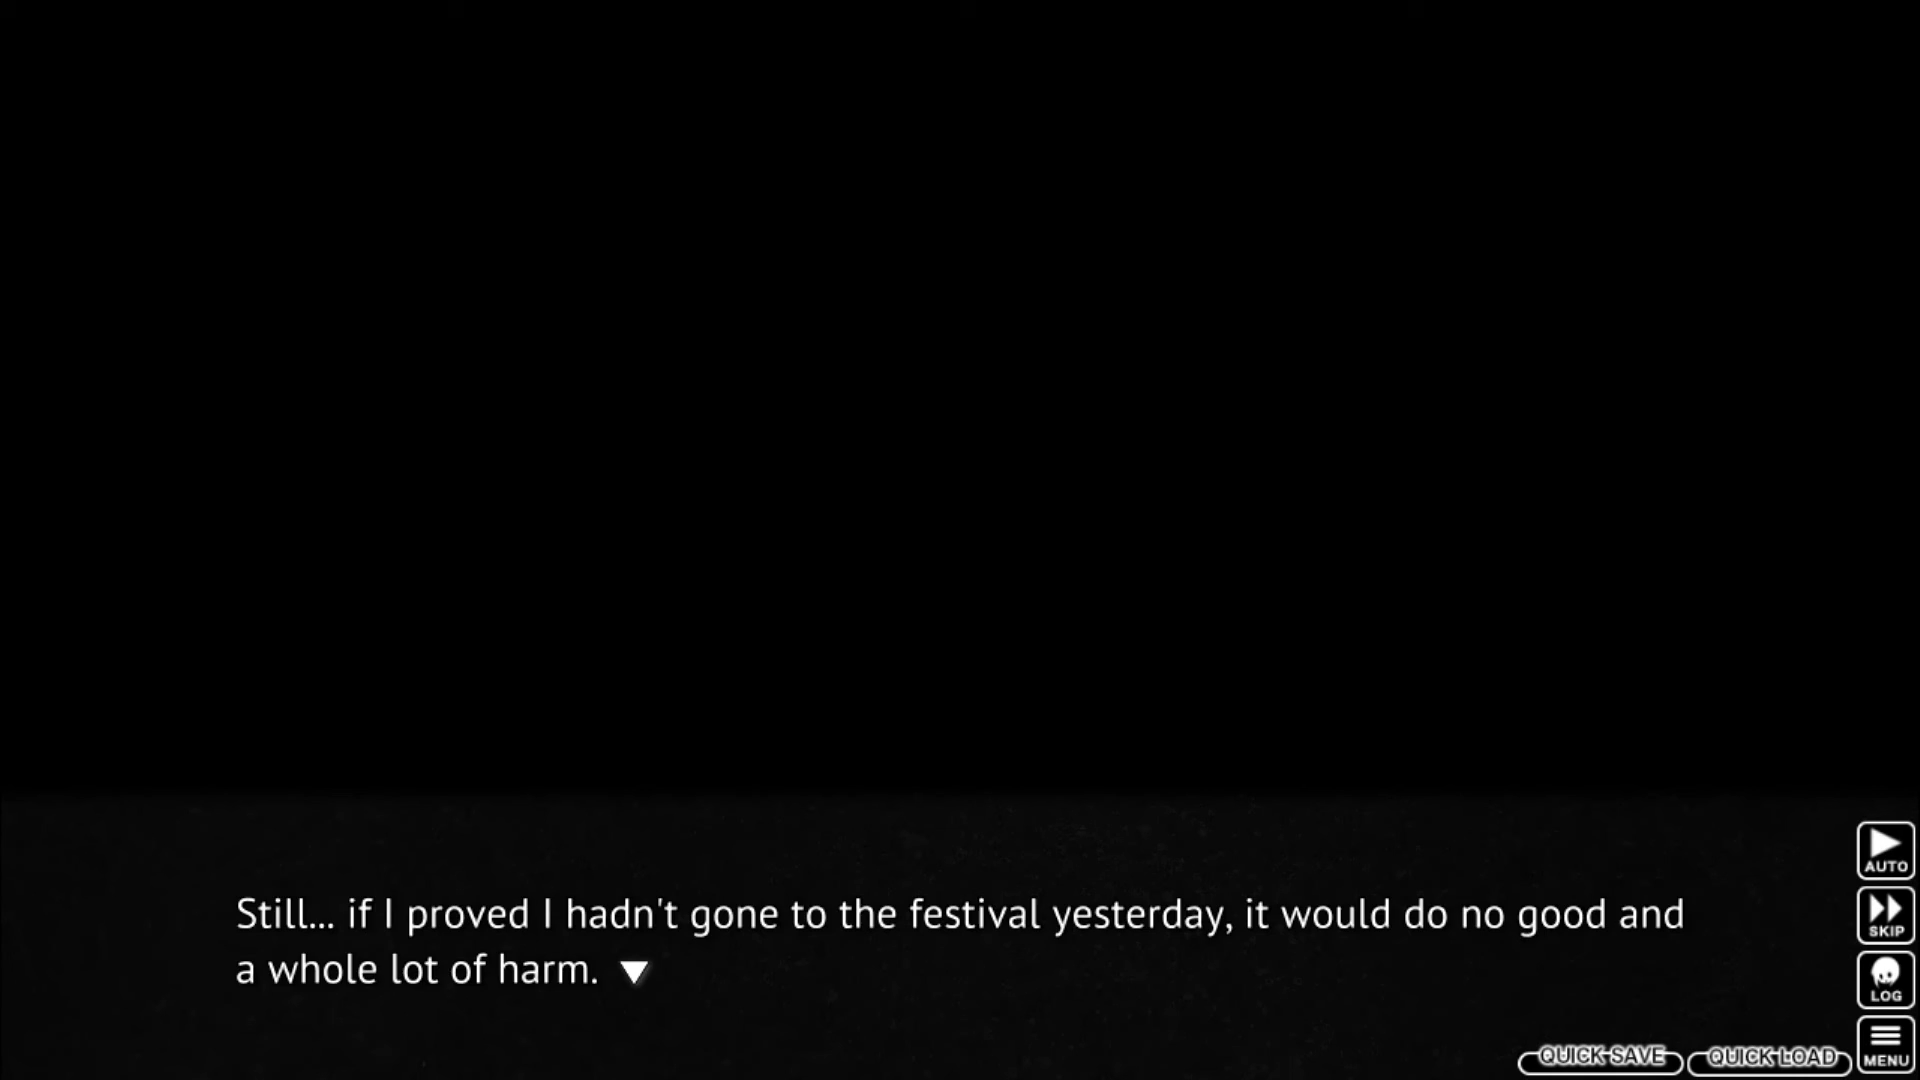 Still... if I proved I hadn't gone to the festival yesterday, it would do no good and
a whole lot of harm.
AUTO
SKIP
LOG
MENU
QUICK SAVE QUICK LOAD